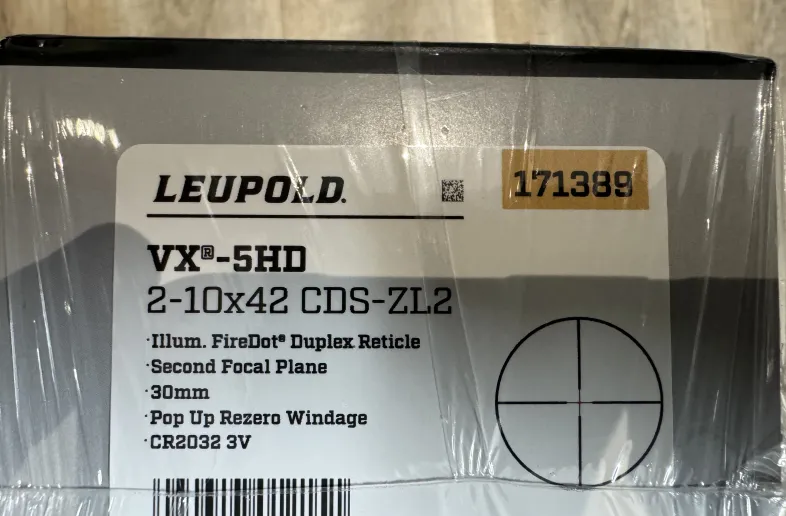 LEUPOLD.
171389
VX®-5HD
2-10x42 CDS-ZL2
·Illum. FireDot® Duplex Reticle
·Second Focal Plane
·30mm
·Pop Up Rezero Windage
·CR2032 3V